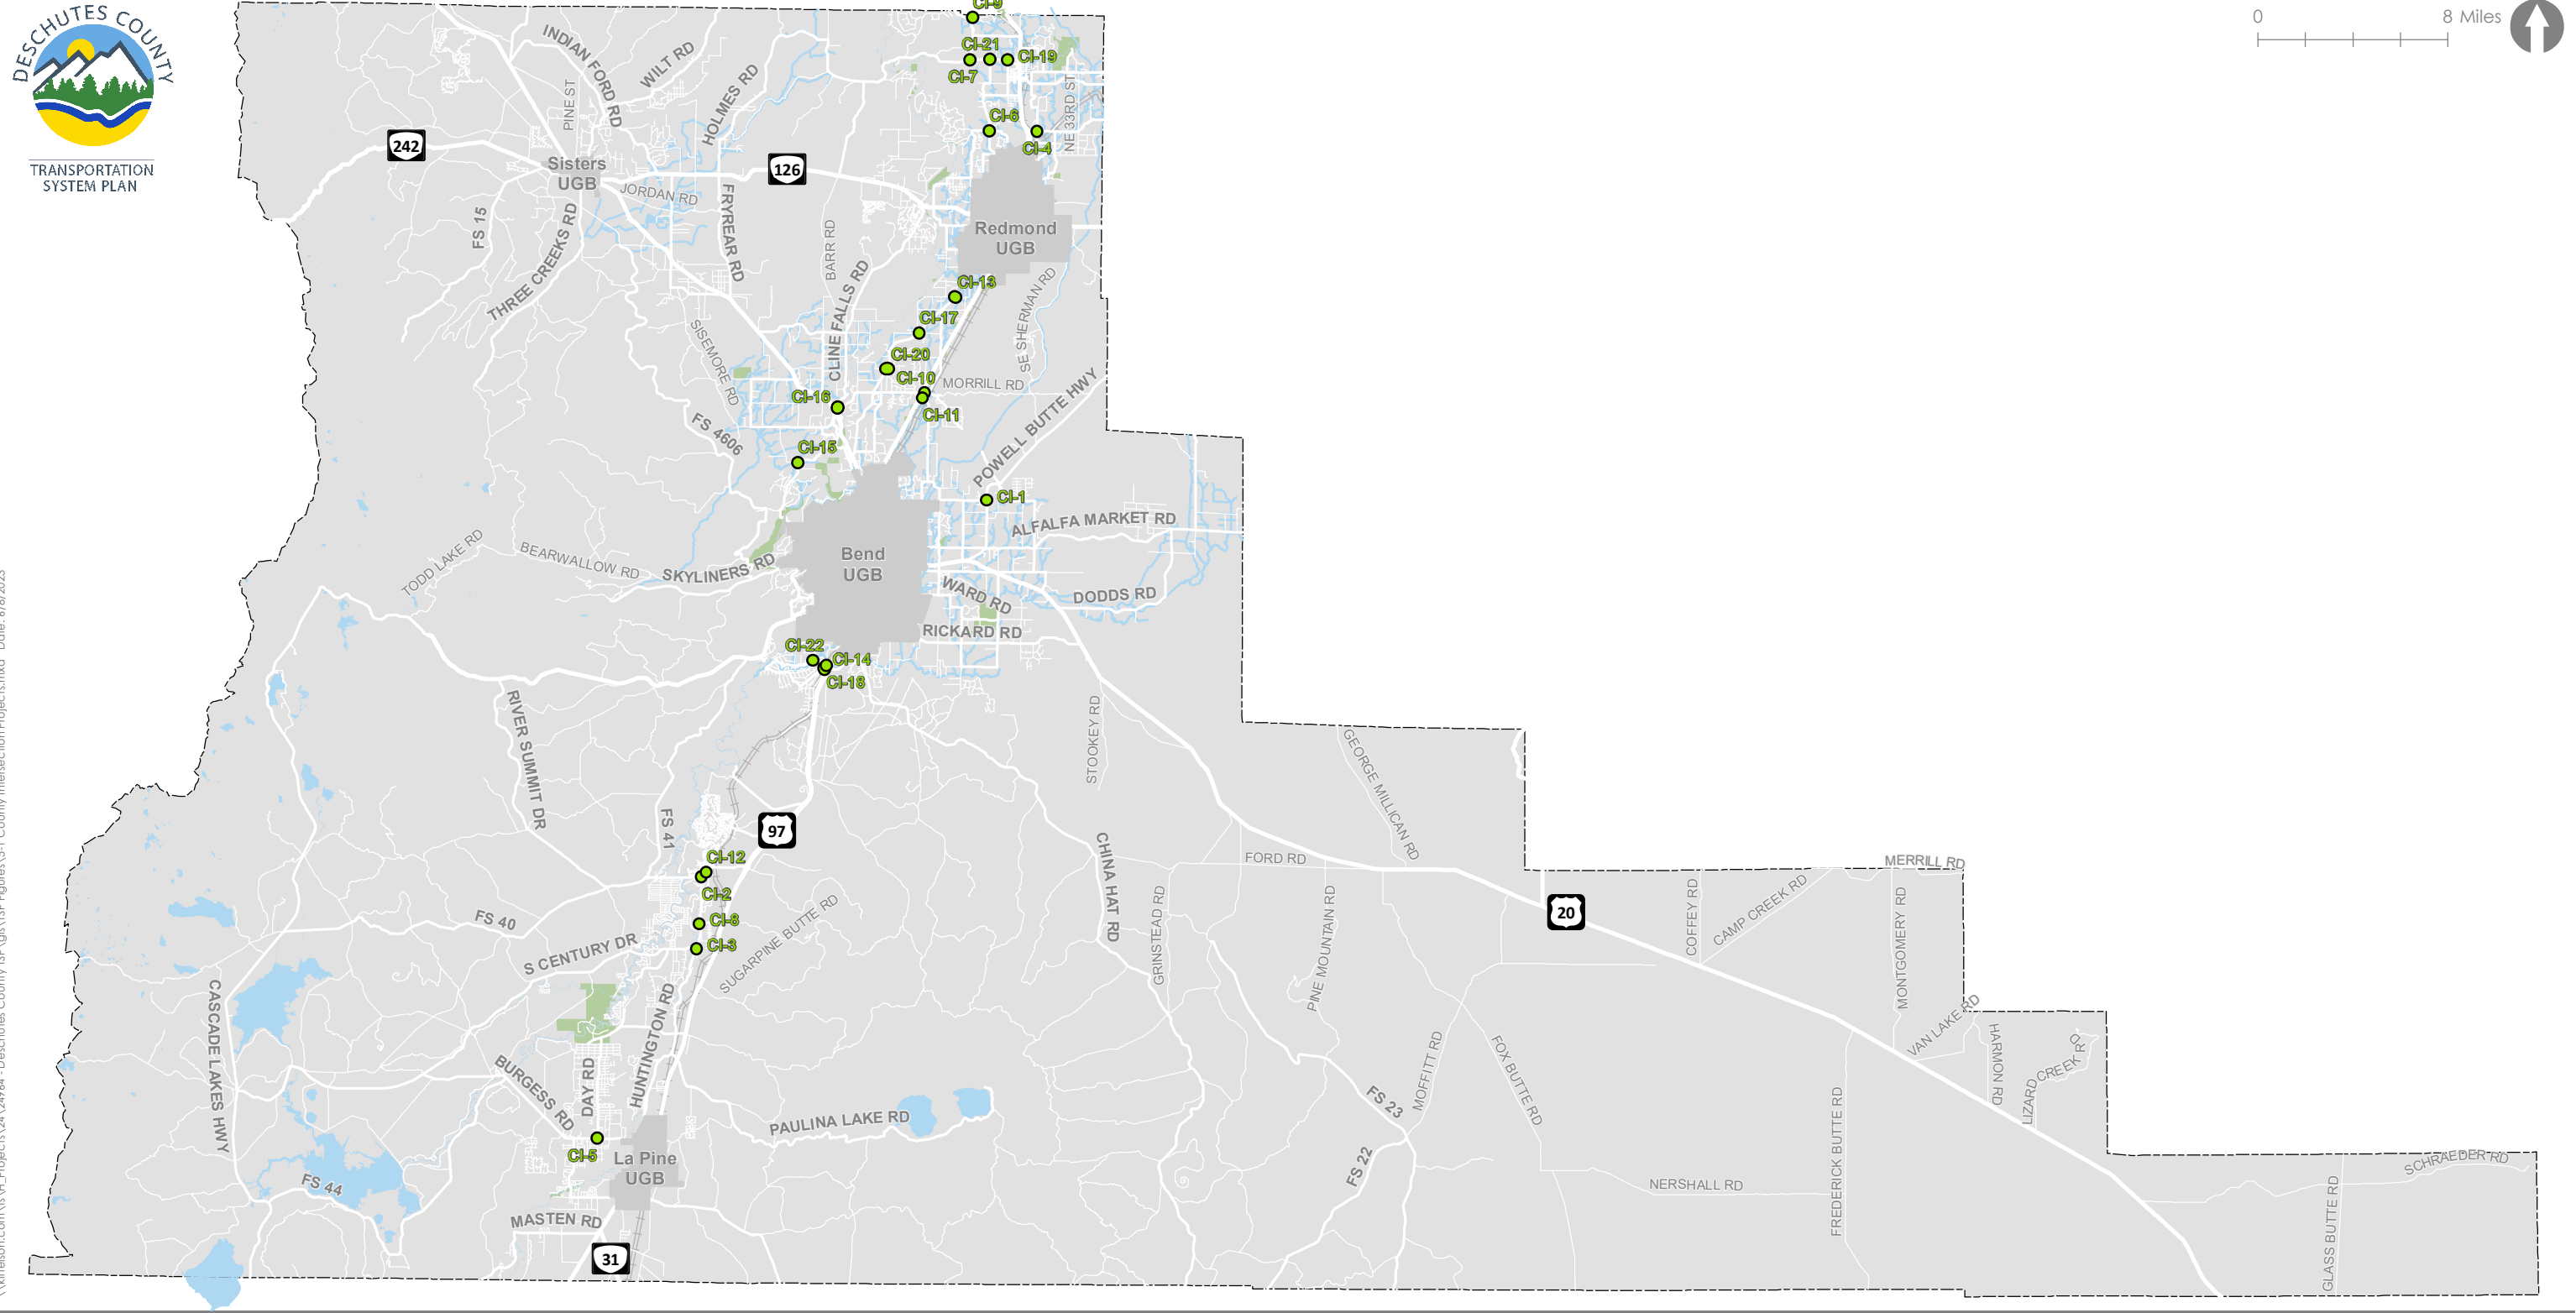 DESCHUTES COUNTY
TRANSPORTATION
SYSTEM PLAN
0
8 Miles
CI-9
CI-21
CI-19
CI-7
INDIAN FORD RD
WILT RD
PINE ST
HOLMES RD
NE 33RD ST
CI-6
CI-4
242
Sisters
UGB
126
JORDAN RD
FRYREAR RD
FS 15
THREE CREEKS RD
BARR RD
Redmond
UGB
CLINE FALLS RD
SE SHERMAN RD
CI-13
CI-17
SISEMORE RD
CI-20
CI-10
MORRILL RD
CI-16
CI-11
POWELL BUTTE HWY
FS 4606
CI-15
CI-1
ALFALFA MARKET RD
TODD LAKE RD
BEARWALLOW RD
SKYLINERS RD
Bend
UGB
WARD RD
DODDS RD
RICKARD RD
CI-22
CI-14
CI-18
RIVER SUMMIT DR
STOOKEY RD
GEORGE MILLICAN RD
FS 41
97
CI-12
CI-2
CHINA HAT RD
FORD RD
MERRILL RD
FS 40
CI-8
CI-3
S CENTURY DR
SUGARPINE BUTTE RD
GRINSTEAD RD
PINE MOUNTAIN RD
20
COFFEY RD
CAMP CREEK RD
MONTGOMERY RD
CASCADE LAKES HWY
HUNTINGTON RD
VAN LAKE RD
HARMON RD
LIZARD CREEK RD
BURGESS RD
DAY RD
MOFFITT RD
FOX BUTTE RD
FS 23
PAULINA LAKE RD
FREDERICK BUTTE RD
CI-5
La Pine
UGB
FS 44
FS 22
NERSHALL RD
SCHRAEDER RD
MASTEN RD
GLASS BUTTE RD
31